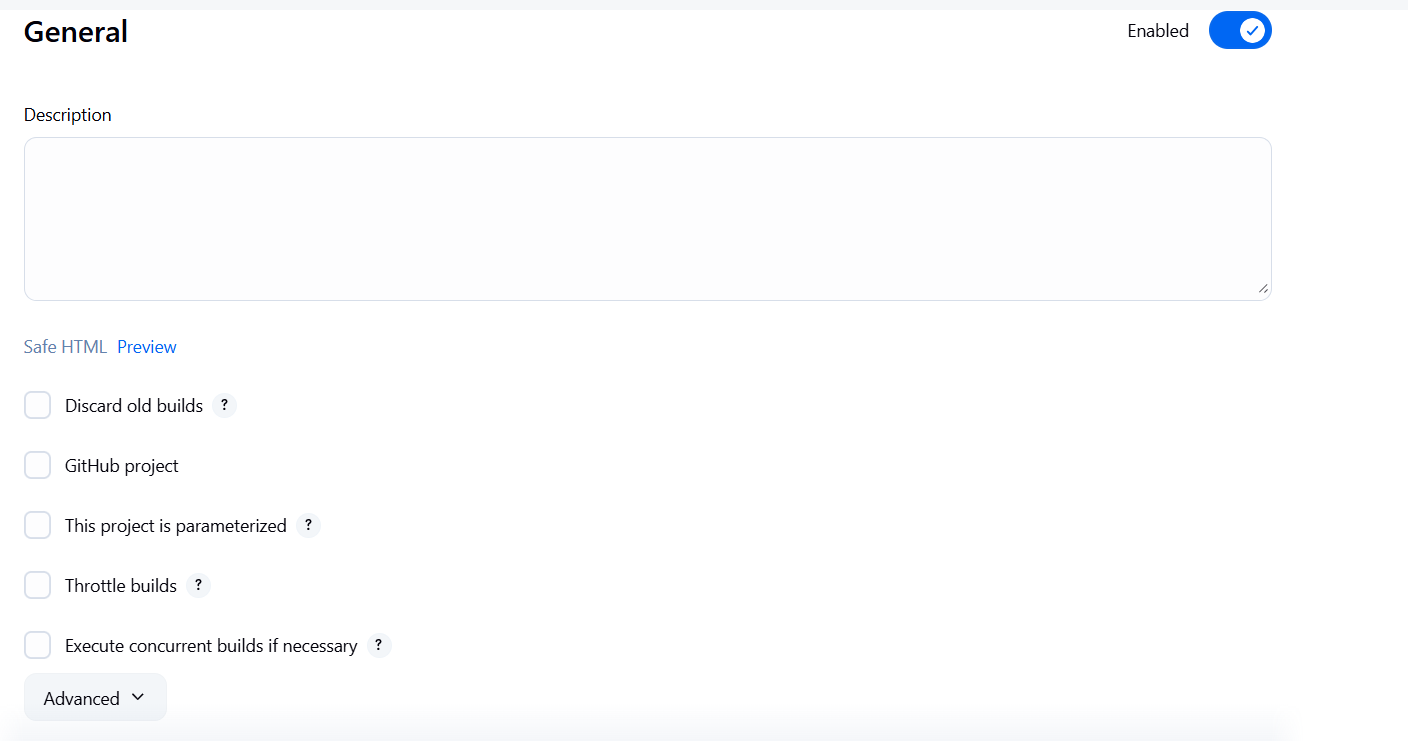 General
Enabled
Description
Safe HTML Preview
Discard old builds ?
GitHub project
This project is parameterized ?
Throttle builds ?
Execute concurrent builds if necessary ?
Advanced